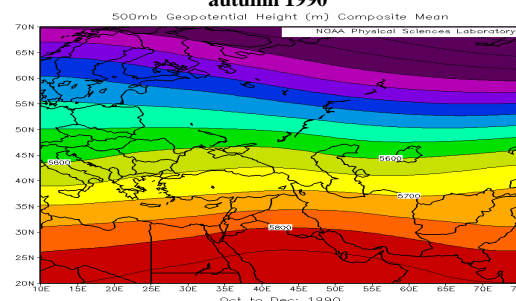 autumn 1990
500mb Geopotential Height (m) Composite Mean
NOAA Physical Sciences Laboratory
70N
65N
60N
55N
50N
45N
40N
35N
30N
25N
20N
5600
5600
5700
5800
10E 15E 20E 25E 30E 35E 40E 45E 50E 55E 60E 65E 70E
Oct to Dec: 1990